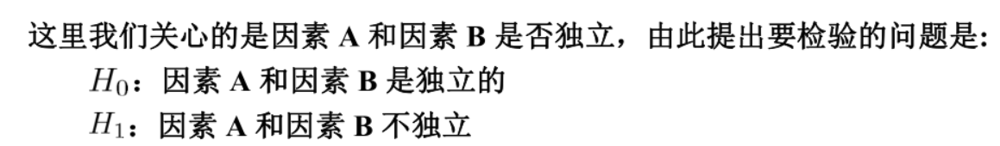 这里我们关心的是因素 A 和因素 B 是否独立，由此提出要检验的问题是:
H₀：因素 A 和因素 B 是独立的
H₁：因素 A 和因素 B 不独立